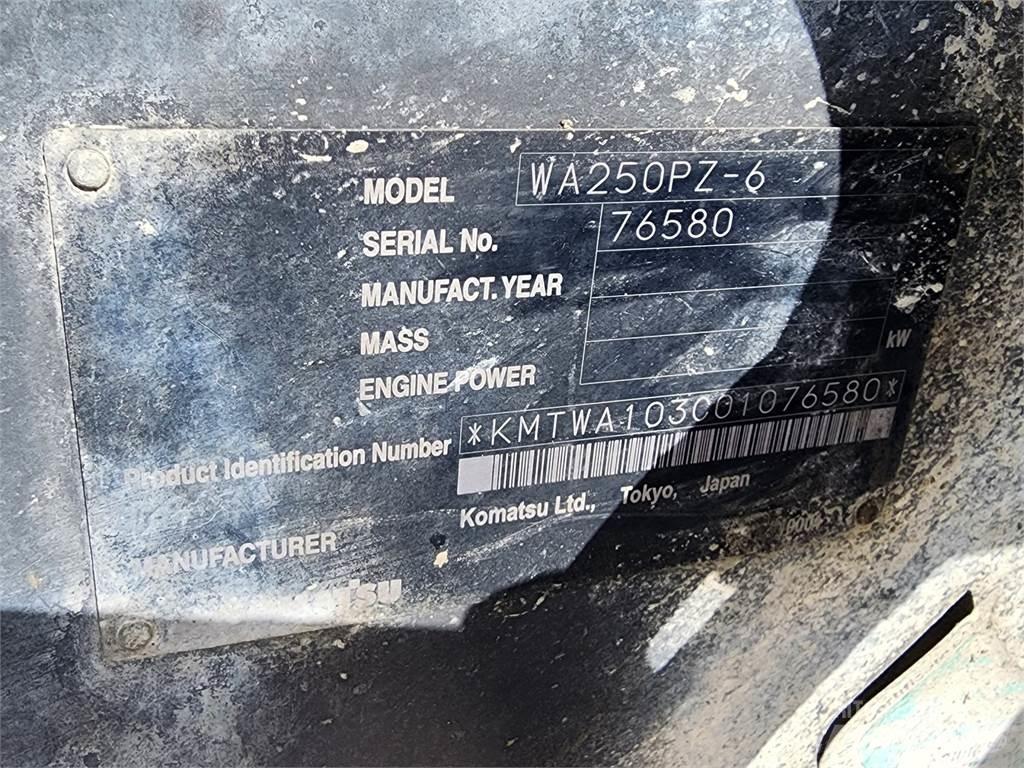 MODEL WA250PZ-6
SERIAL No. 76580
MANUFACT. YEAR
MASS
ENGINE POWER kW
Product Identification Number *KMTWA103C01076580*
MANUFACTURER Komatsu Ltd., Tokyo, Japan